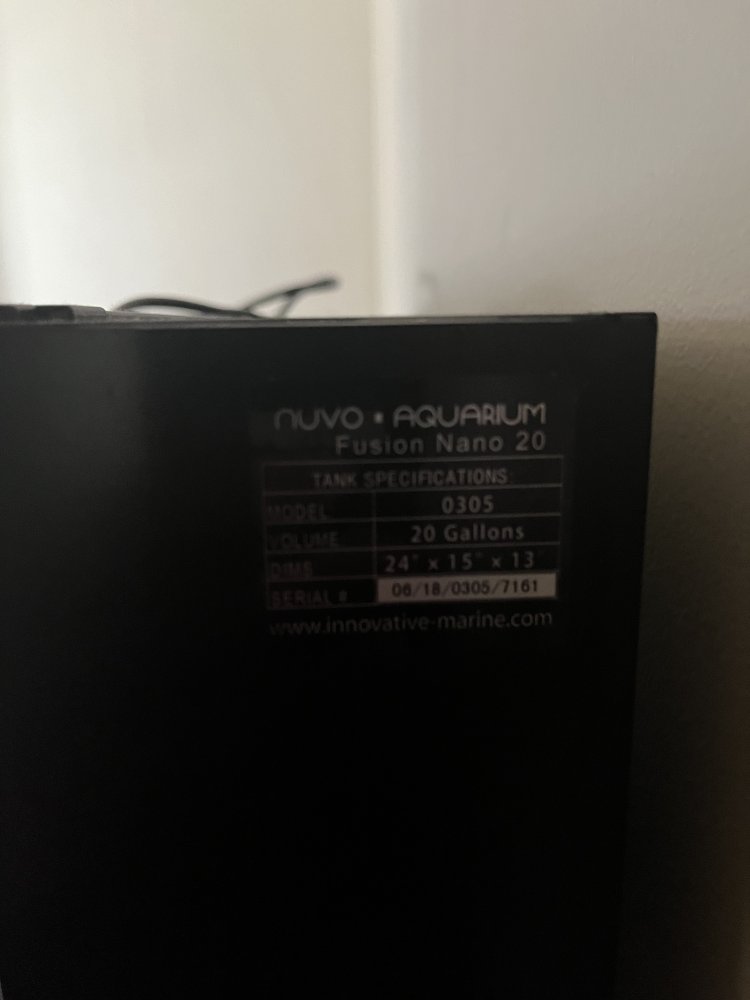 nuvo • AQUARIUM
Fusion Nano 20
TANK SPECIFICATIONS
MODEL 0305
VOLUME 20 Gallons
DIMS 24" x 15" x 13"
SERIAL # 06/18/0305/7161
www.innovative-marine.com